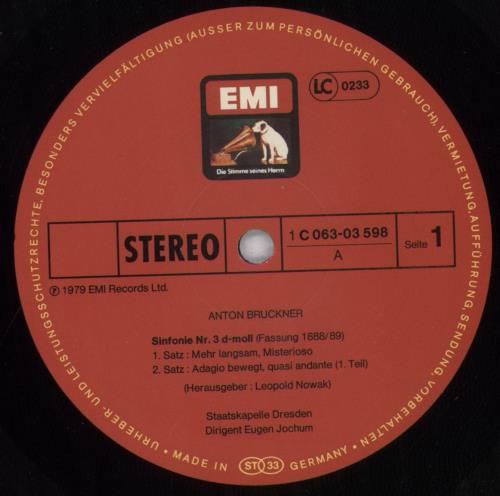 URHEBER- UND LEISTUNGSSCHUTZRECHTE, BESONDERS VERVIELFÄLTIGUNG (AUSSER ZUM PERSÖNLICHEN GEBRAUCH), VERMIETUNG, AUFFÜHRUNG, SENDUNG, VORBEHALTEN
EMI
Die Stimme seines Herrn
LC 0233
STEREO
1 C 063-03 598
A
Seite 1
℗ 1979 EMI Records Ltd.
ANTON BRUCKNER
Sinfonie Nr. 3 d-moll (Fassung 1888/89)
1. Satz : Mehr langsam, Misterioso
2. Satz : Adagio bewegt, quasi andante (1. Teil)
(Herausgeber : Leopold Nowak)
Staatskapelle Dresden
Dirigent Eugen Jochum
• MADE IN ST 33 GERMANY •